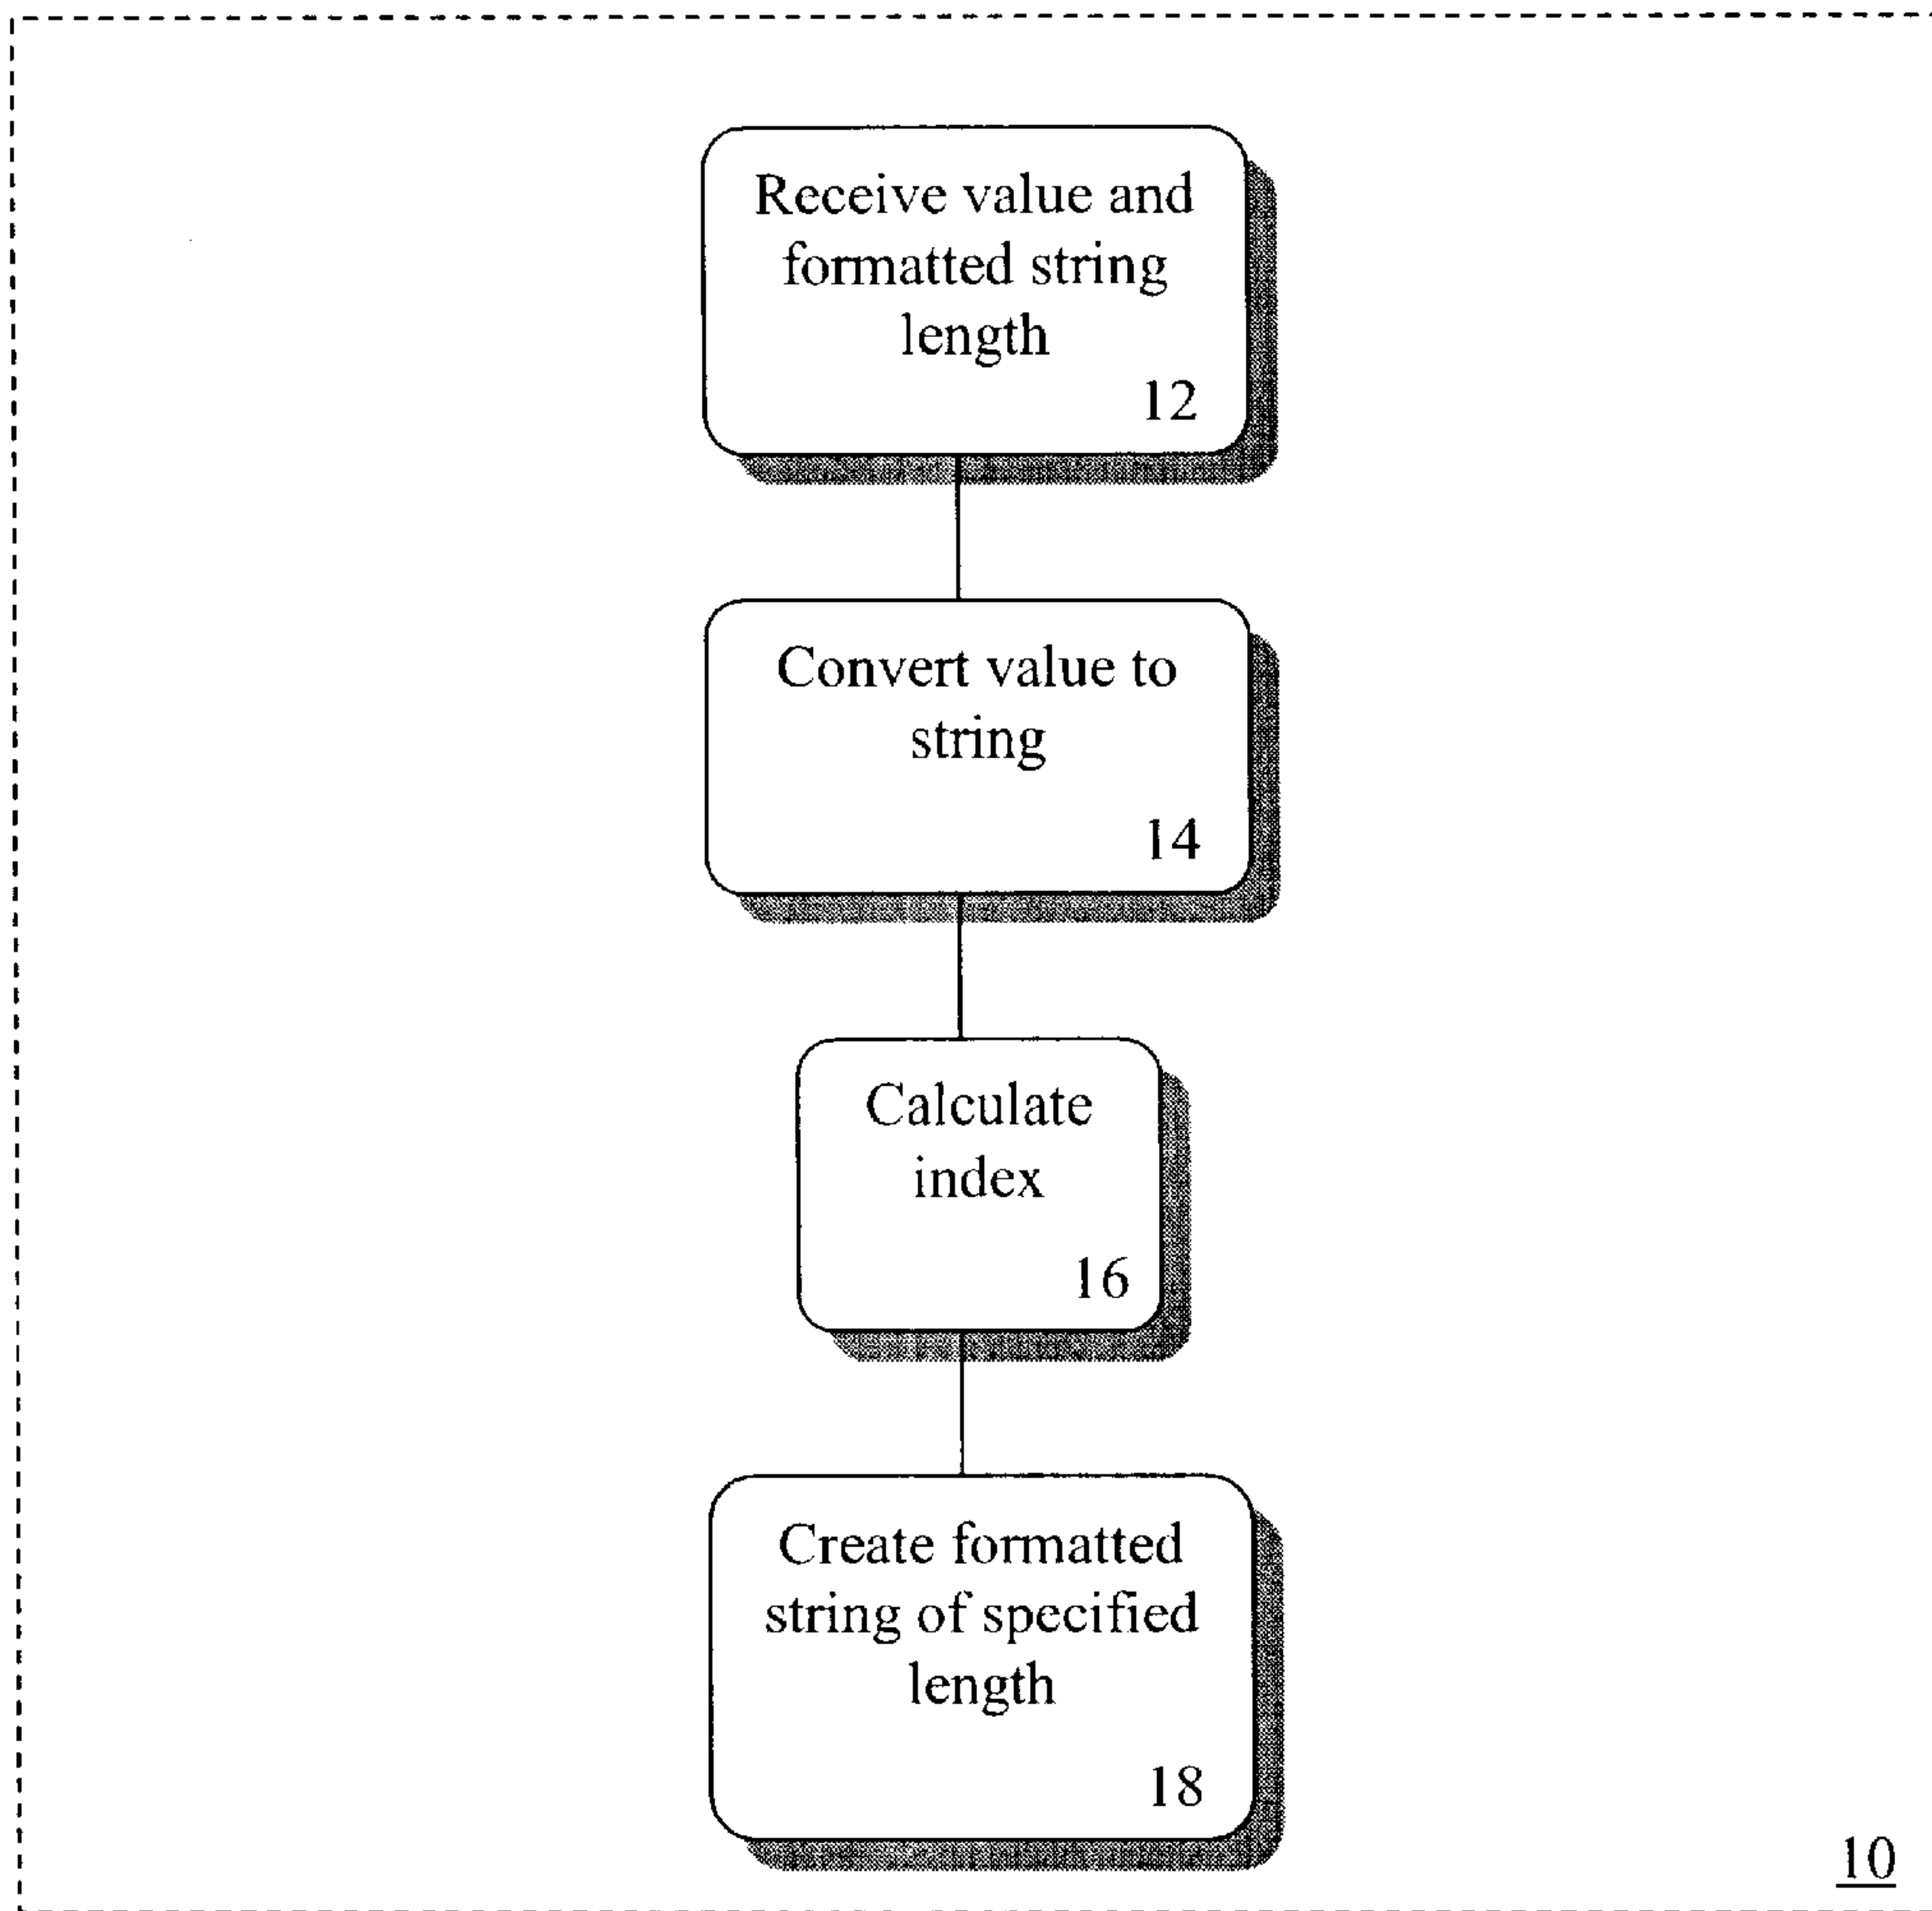 Receive value and
formatted string
length
12
Convert value to
string
14
Calculate
index
16
Create formatted
string of specified
length
18
10